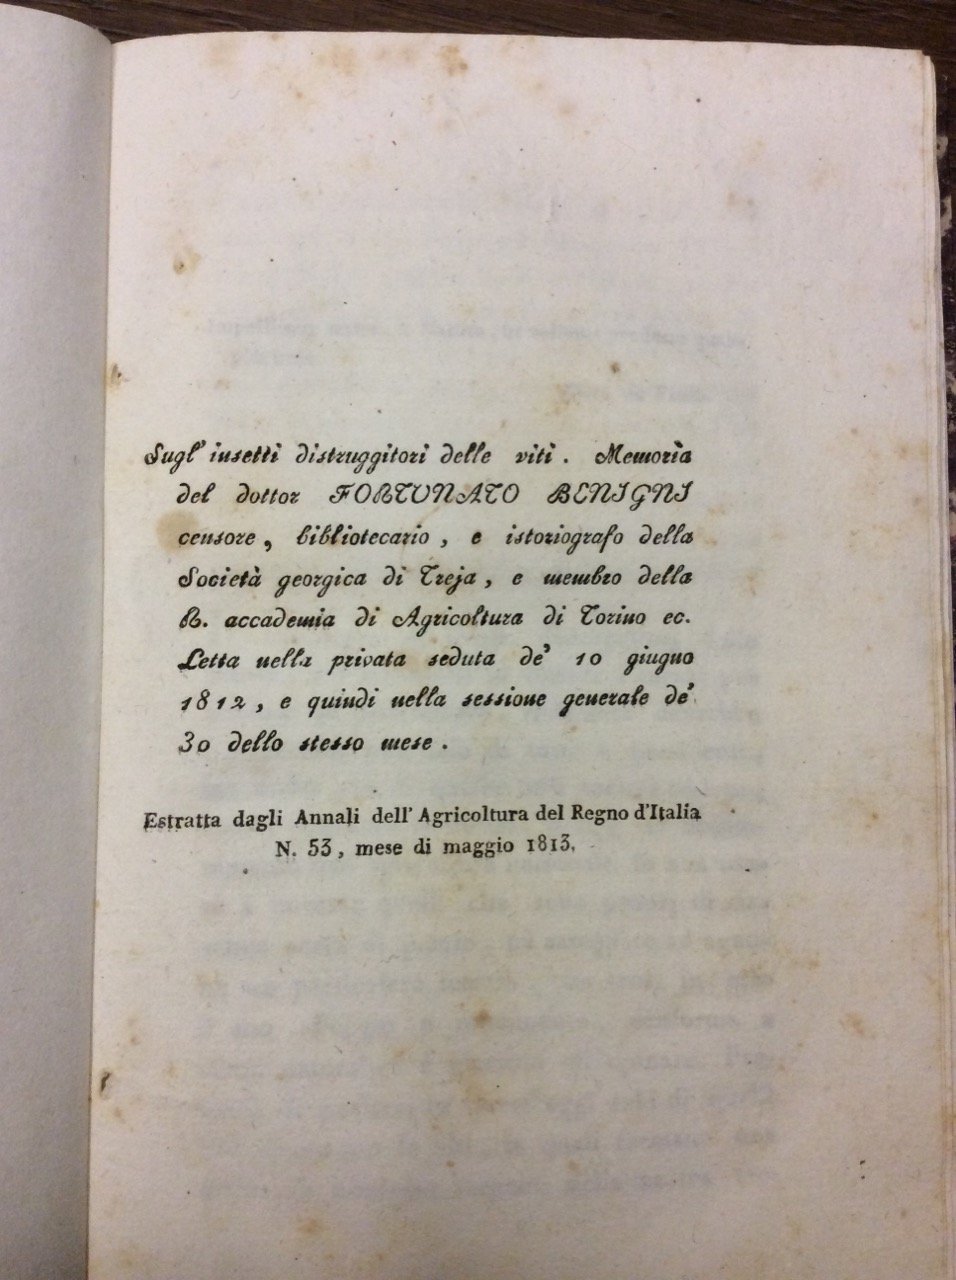 Sugl' insetti distruggitori delle viti. Memoria
del dottor FORTUNATO BENIGNI
censore, bibliotecario, e istoriografo della
Società georgica di Treja, e membro della
R. accademia di Agricoltura di Torino ec.
Letta nella privata seduta de' 10 giugno
1812, e quindi nella sessione generale de'
30 dello stesso mese.
Estratta dagli Annali dell' Agricoltura del Regno d'Italia
N. 53, mese di maggio 1813.